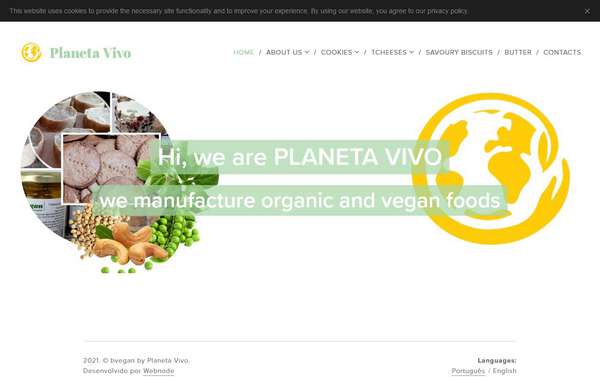 This website uses cookies to provide the necessary site functionality and to improve your experience. By using our website, you agree to our privacy policy. ×
Planeta Vivo
HOME / ABOUT US / COOKIES / TCHEESES / SAVOURY BISCUITS / BUTTER / CONTACTS
Hi, we are PLANETA VIVO
we manufacture organic and vegan foods
2021. © bvegan by Planeta Vivo.
Languages:
Desenvolvido por Webnode
Português / English